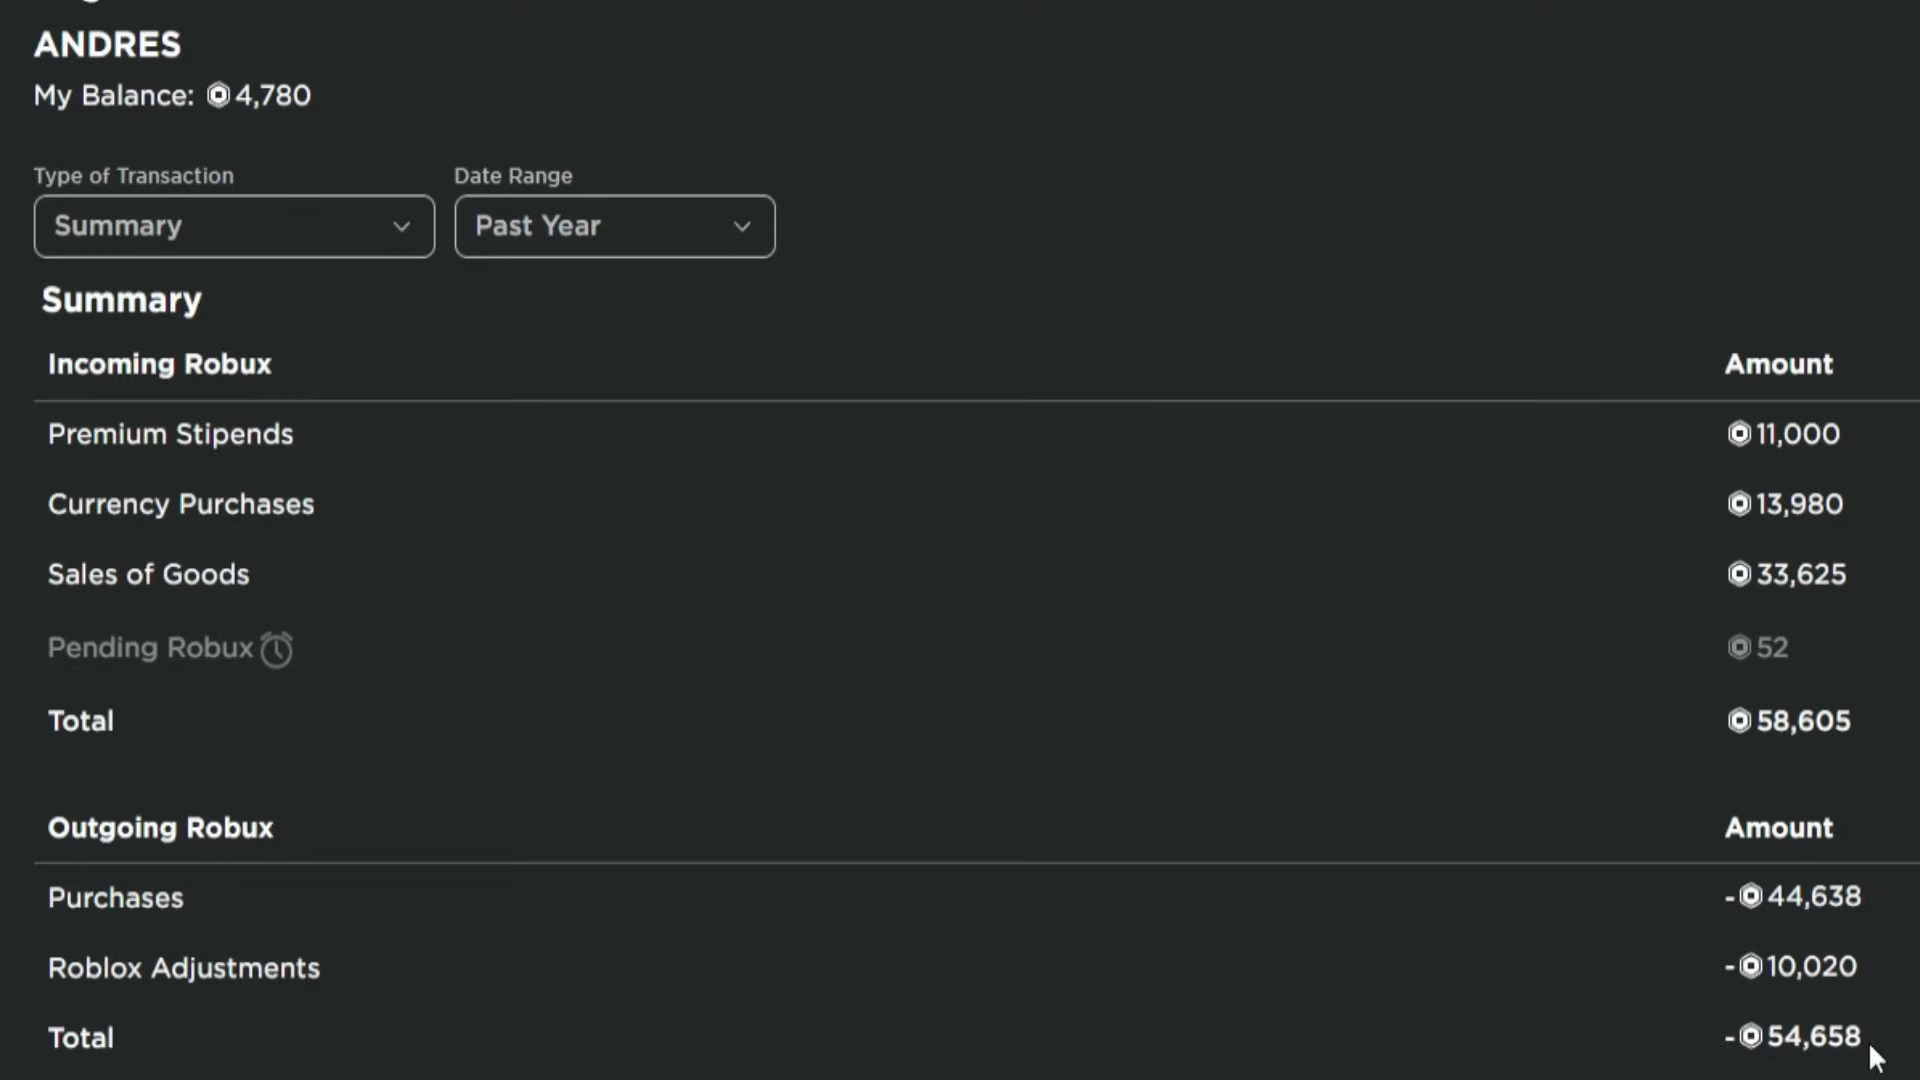 ANDRES
My Balance: 4,780
Type of Transaction Date Range
Summary Past Year
Summary
Incoming Robux Amount
Premium Stipends 11,000
Currency Purchases 13,980
Sales of Goods 33,625
Pending Robux 52
Total 58,605
Outgoing Robux Amount
Purchases -44,638
Roblox Adjustments -10,020
Total -54,658